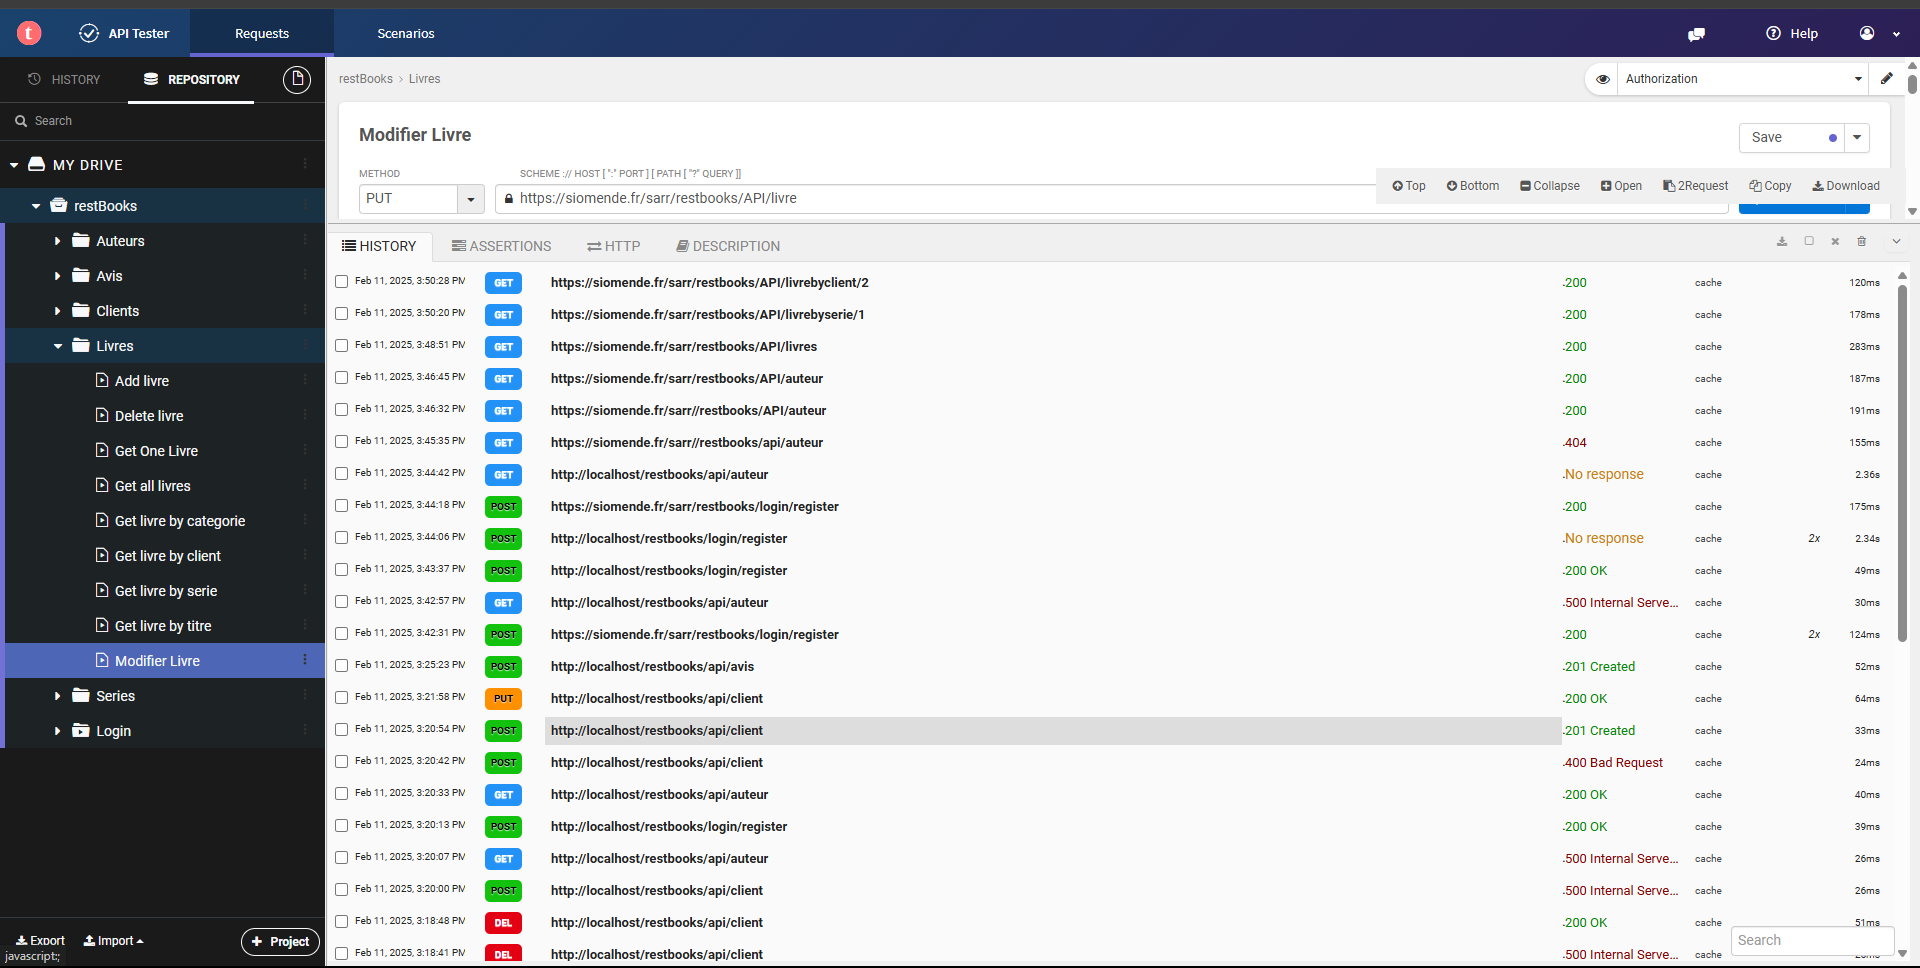 t API Tester Requests Scenarios Help
HISTORY REPOSITORY
Search
MY DRIVE
restBooks
Auteurs
Avis
Clients
Livres
Add livre
Delete livre
Get One Livre
Get all livres
Get livre by categorie
Get livre by client
Get livre by serie
Get livre by titre
Modifier Livre
Series
Login
Export Import + Project
javascript:;
restBooks › Livres
Authorization
Modifier Livre
Save
METHOD SCHEME :// HOST [ ":" PORT ] [ PATH [ "?" QUERY ]]
PUT https://siomende.fr/sarr/restbooks/API/livre
Top Bottom Collapse Open 2Request Copy Download
HISTORY ASSERTIONS HTTP DESCRIPTION
Feb 11, 2025, 3:50:28 PM GET https://siomende.fr/sarr/restbooks/API/livrebyclient/2 .200 cache 120ms
Feb 11, 2025, 3:50:20 PM GET https://siomende.fr/sarr/restbooks/API/livrebyserie/1 .200 cache 178ms
Feb 11, 2025, 3:48:51 PM GET https://siomende.fr/sarr/restbooks/API/livres .200 cache 283ms
Feb 11, 2025, 3:46:45 PM GET https://siomende.fr/sarr/restbooks/API/auteur .200 cache 187ms
Feb 11, 2025, 3:46:32 PM GET https://siomende.fr/sarr//restbooks/API/auteur .200 cache 191ms
Feb 11, 2025, 3:45:35 PM GET https://siomende.fr/sarr//restbooks/api/auteur .404 cache 155ms
Feb 11, 2025, 3:44:42 PM GET http://localhost/restbooks/api/auteur .No response cache 2.36s
Feb 11, 2025, 3:44:18 PM POST https://siomende.fr/sarr/restbooks/login/register .200 cache 175ms
Feb 11, 2025, 3:44:06 PM POST http://localhost/restbooks/login/register .No response cache 2x 2.34s
Feb 11, 2025, 3:43:37 PM POST http://localhost/restbooks/login/register .200 OK cache 49ms
Feb 11, 2025, 3:42:57 PM GET http://localhost/restbooks/api/auteur .500 Internal Serve... cache 30ms
Feb 11, 2025, 3:42:31 PM POST https://siomende.fr/sarr/restbooks/login/register .200 cache 2x 124ms
Feb 11, 2025, 3:25:23 PM POST http://localhost/restbooks/api/avis .201 Created cache 52ms
Feb 11, 2025, 3:21:58 PM PUT http://localhost/restbooks/api/client .200 OK cache 64ms
Feb 11, 2025, 3:20:54 PM POST http://localhost/restbooks/api/client .201 Created cache 33ms
Feb 11, 2025, 3:20:42 PM POST http://localhost/restbooks/api/client .400 Bad Request cache 24ms
Feb 11, 2025, 3:20:33 PM GET http://localhost/restbooks/api/auteur .200 OK cache 40ms
Feb 11, 2025, 3:20:13 PM POST http://localhost/restbooks/login/register .200 OK cache 39ms
Feb 11, 2025, 3:20:07 PM GET http://localhost/restbooks/api/auteur .500 Internal Serve... cache 26ms
Feb 11, 2025, 3:20:00 PM POST http://localhost/restbooks/api/client .500 Internal Serve... cache 26ms
Feb 11, 2025, 3:18:48 PM DEL http://localhost/restbooks/api/client .200 OK cache 51ms
Feb 11, 2025, 3:18:41 PM DEL http://localhost/restbooks/api/client .500 Internal Serve... cache
Search